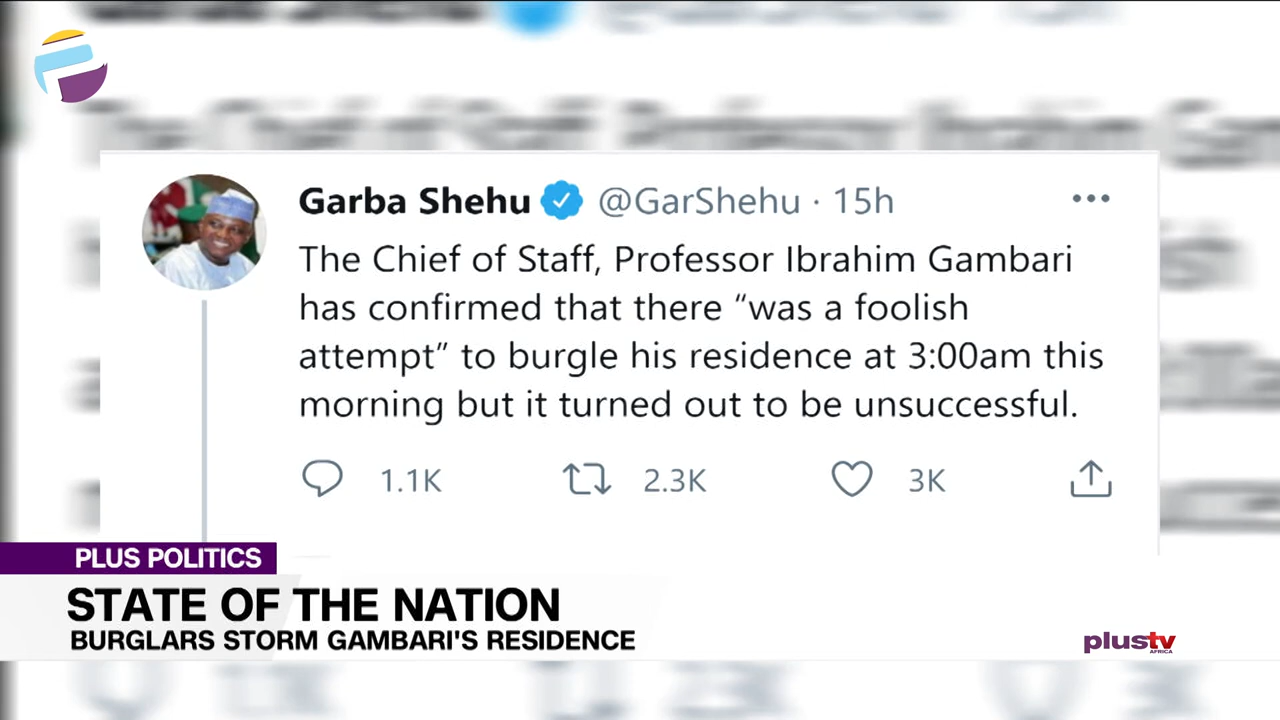 Garba Shehu @GarShehu · 15h
The Chief of Staff, Professor Ibrahim Gambari
has confirmed that there “was a foolish
attempt” to burgle his residence at 3:00am this
morning but it turned out to be unsuccessful.
1.1K 2.3K 3K
PLUS POLITICS
STATE OF THE NATION
BURGLARS STORM GAMBARI'S RESIDENCE
plustv
AFRICA